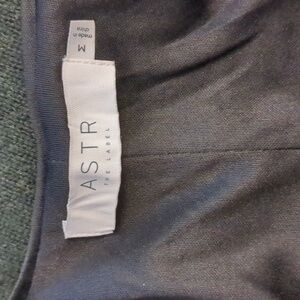 M
made in
china
ASTR
THE LABEL